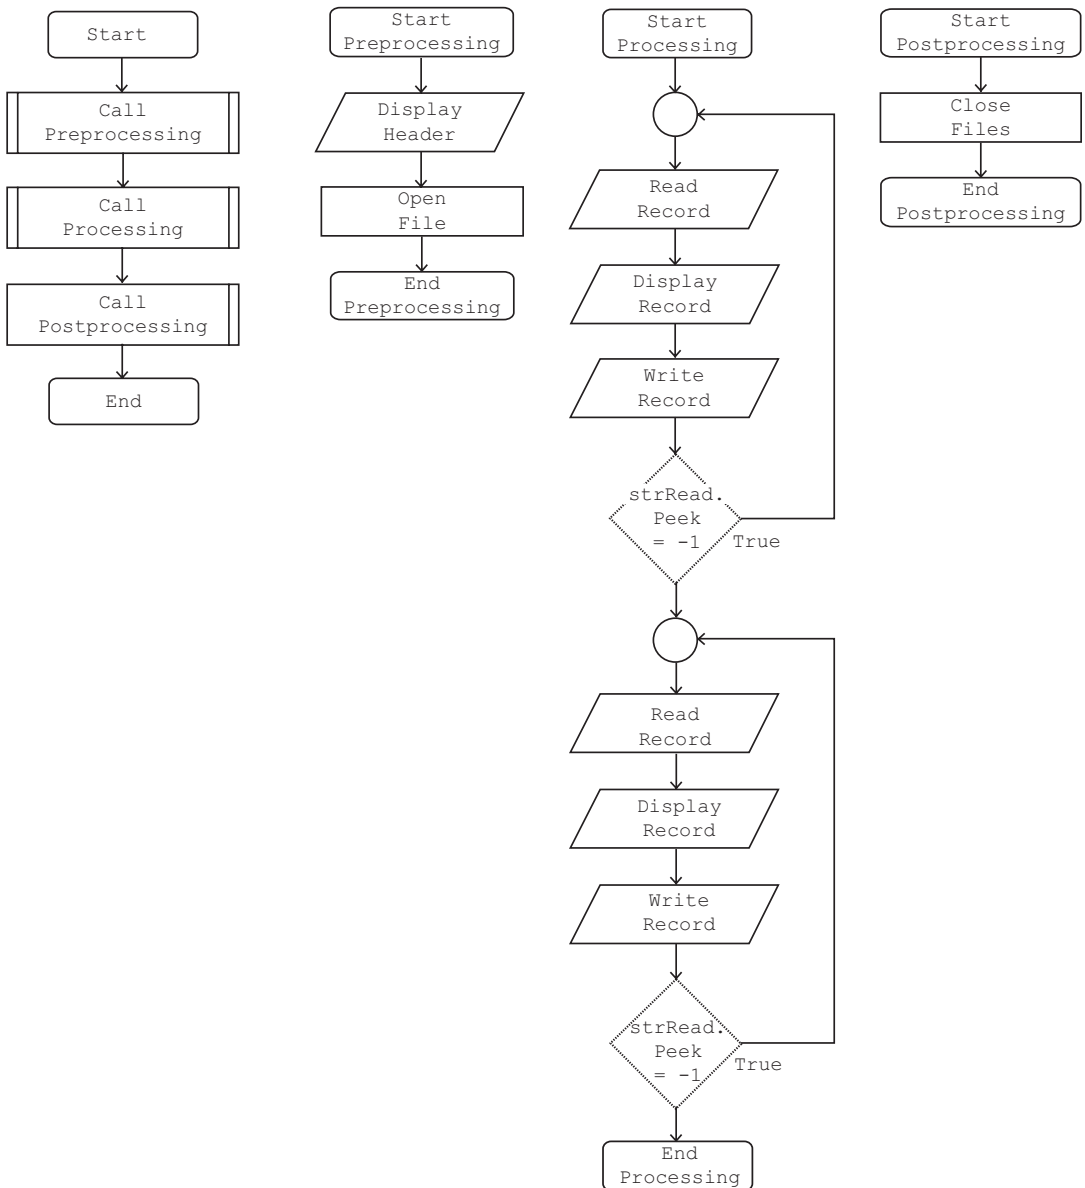 Start
Call
Preprocessing
Call
Processing
Call
Postprocessing
End
Start
Preprocessing
Display
Header
Open
File
End
Preprocessing
Start
Processing
Read
Record
Display
Record
Write
Record
strRead.
Peek
= -1
True
Read
Record
Display
Record
Write
Record
strRead.
Peek
= -1
True
End
Processing
Start
Postprocessing
Close
Files
End
Postprocessing